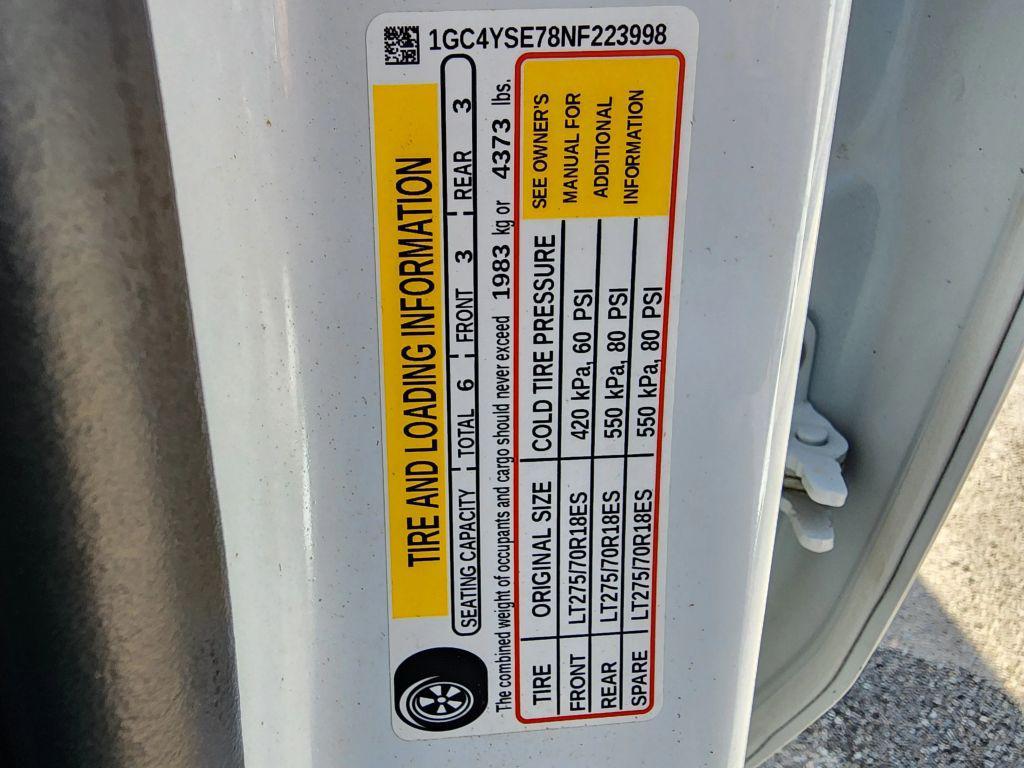 1GC4YSE78NF223998
TIRE AND LOADING INFORMATION
SEATING CAPACITY TOTAL 6 FRONT 3 REAR 3
The combined weight of occupants and cargo should never exceed 1983 kg or 4373 lbs.
TIRE ORIGINAL SIZE COLD TIRE PRESSURE
FRONT LT275/70R18ES 420 kPa, 60 PSI
REAR LT275/70R18ES 550 kPa, 80 PSI
SPARE LT275/70R18ES 550 kPa, 80 PSI
SEE OWNER'S
MANUAL FOR
ADDITIONAL
INFORMATION